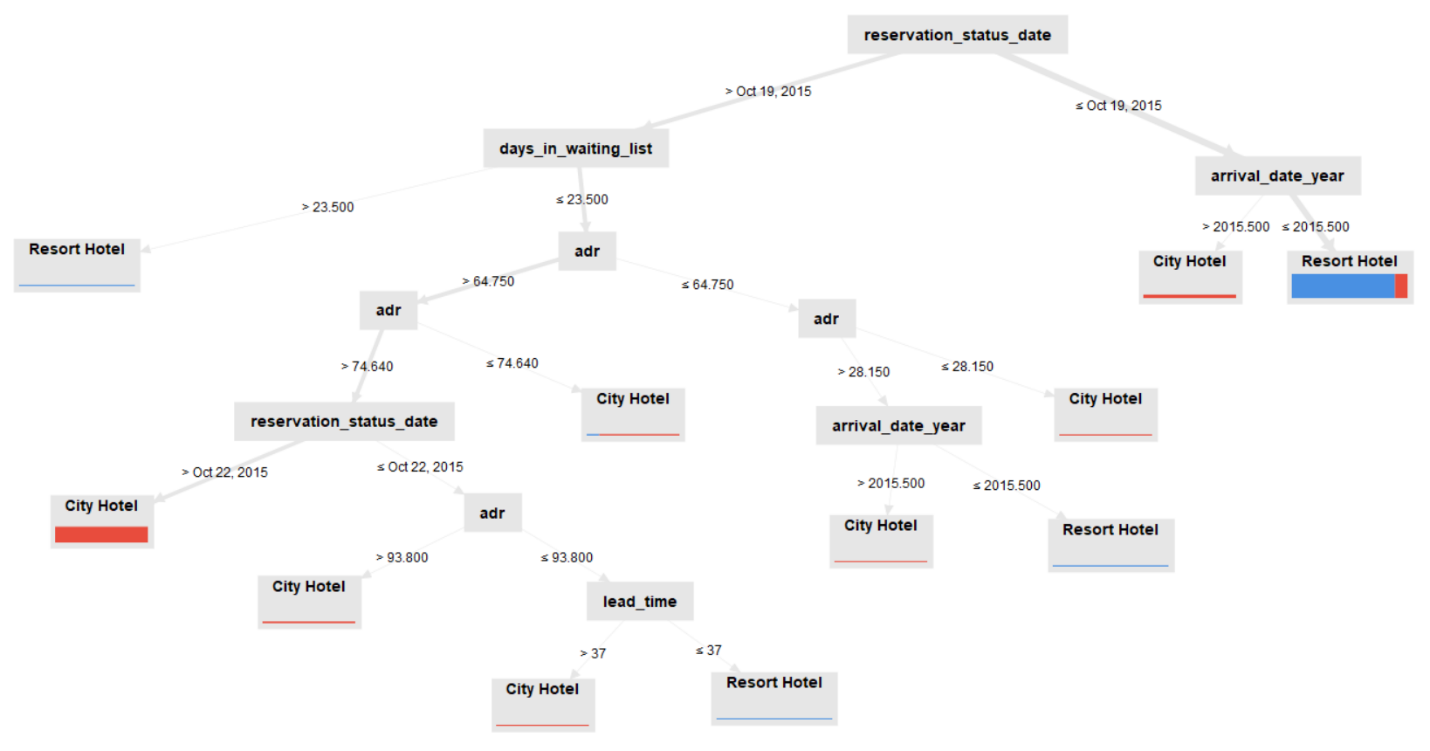 reservation_status_date
> Oct 19, 2015
≤ Oct 19, 2015
days_in_waiting_list
arrival_date_year
> 23.500
≤ 23.500
> 2015.500
≤ 2015.500
Resort Hotel
adr
City Hotel
Resort Hotel
> 64.750
≤ 64.750
adr
adr
> 74.640
≤ 74.640
> 28.150
≤ 28.150
reservation_status_date
City Hotel
arrival_date_year
City Hotel
> Oct 22, 2015
≤ Oct 22, 2015
> 2015.500
≤ 2015.500
City Hotel
adr
City Hotel
Resort Hotel
> 93.800
≤ 93.800
City Hotel
lead_time
> 37
≤ 37
City Hotel
Resort Hotel